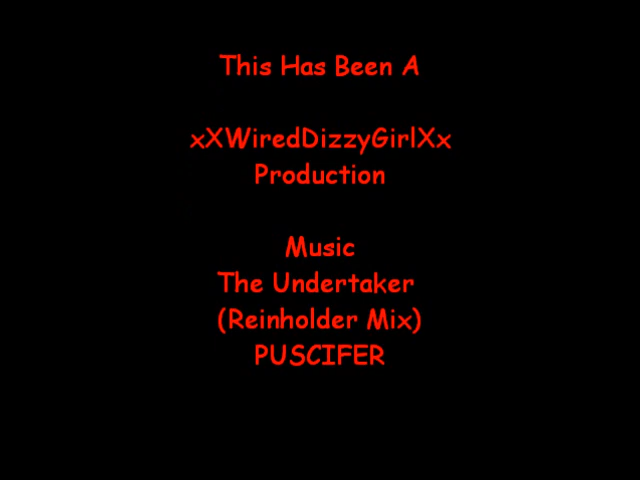 This Has Been A
xXWiredDizzyGirlXx
Production
Music
The Undertaker
(Reinholder Mix)
PUSCIFER